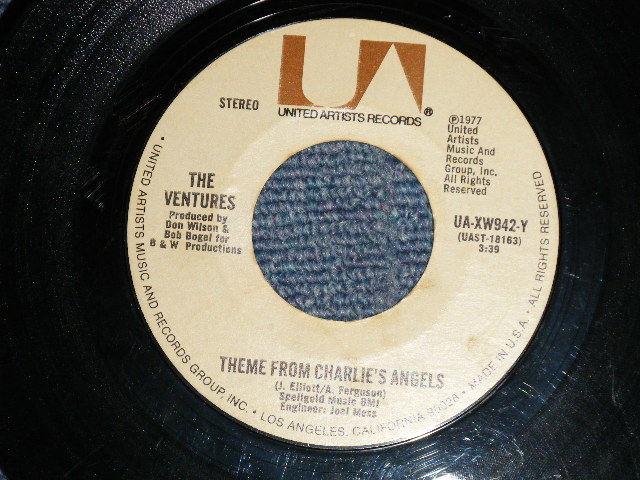 UA
UNITED ARTISTS RECORDS ®
STEREO
℗1977
United
Artists
Music And
Records
Group, Inc.
All Rights
Reserved
THE
VENTURES
Produced by
Don Wilson &
Bob Bogel for
B & W Productions
UA-XW942-Y
(UAST-18163)
3:39
THEME FROM CHARLIE'S ANGELS
(J. Elliott/A. Ferguson)
Spellgold Music BMI
Engineer: Joel Moss
• UNITED ARTISTS MUSIC AND RECORDS GROUP, INC. • LOS ANGELES, CALIFORNIA 90028 • MADE IN U.S.A. • ALL RIGHTS RESERVED